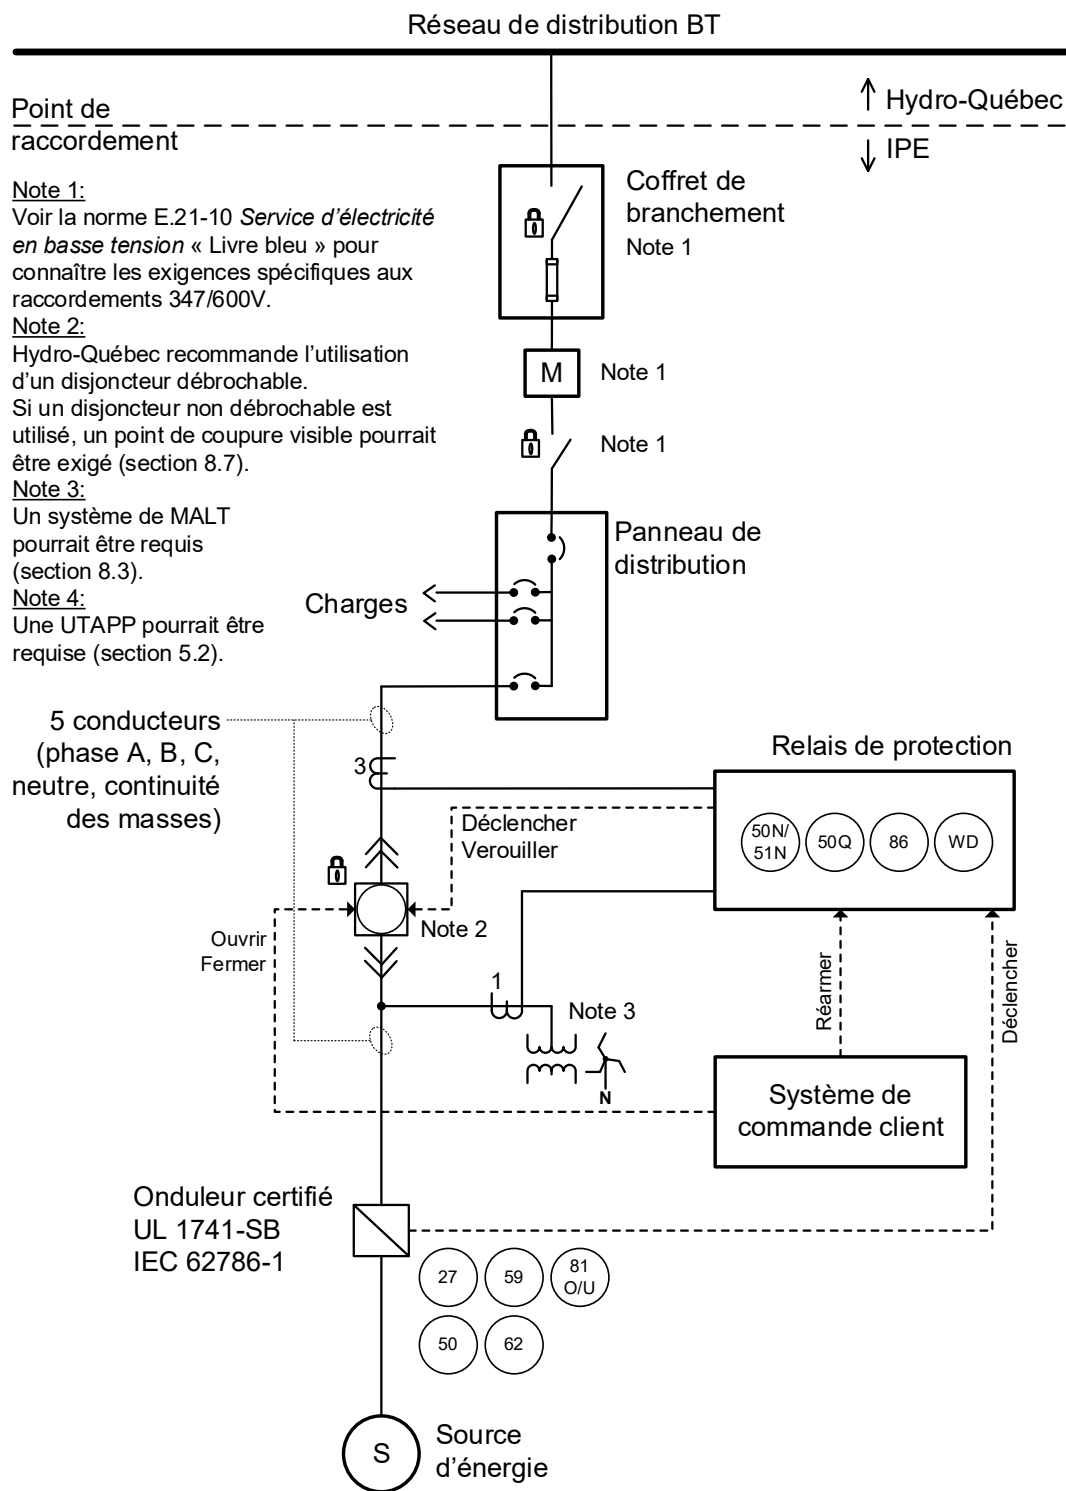 Réseau de distribution BT
Point de
raccordement
Hydro-Québec
IPE
Note 1:
Voir la norme E.21-10 Service d'électricité
en basse tension « Livre bleu » pour
connaître les exigences spécifiques aux
raccordements 347/600V.
Note 2:
Hydro-Québec recommande l'utilisation
d'un disjoncteur débrochable.
Si un disjoncteur non débrochable est
utilisé, un point de coupure visible pourrait
être exigé (section 8.7).
Note 3:
Un système de MALT
pourrait être requis
(section 8.3).
Note 4:
Une UTAPP pourrait être
requise (section 5.2).
Coffret de
branchement
Note 1
M
Note 1
Note 1
Panneau de
distribution
Charges
5 conducteurs
(phase A, B, C,
neutre, continuité
des masses)
3
Relais de protection
50N/
51N
50Q
86
WD
Déclencher
Verouiller
Note 2
Ouvrir
Fermer
1
Note 3
N
Réarmer
Déclencher
Système de
commande client
Onduleur certifié
UL 1741-SB
IEC 62786-1
27
59
81
O/U
50
62
S
Source
d'énergie